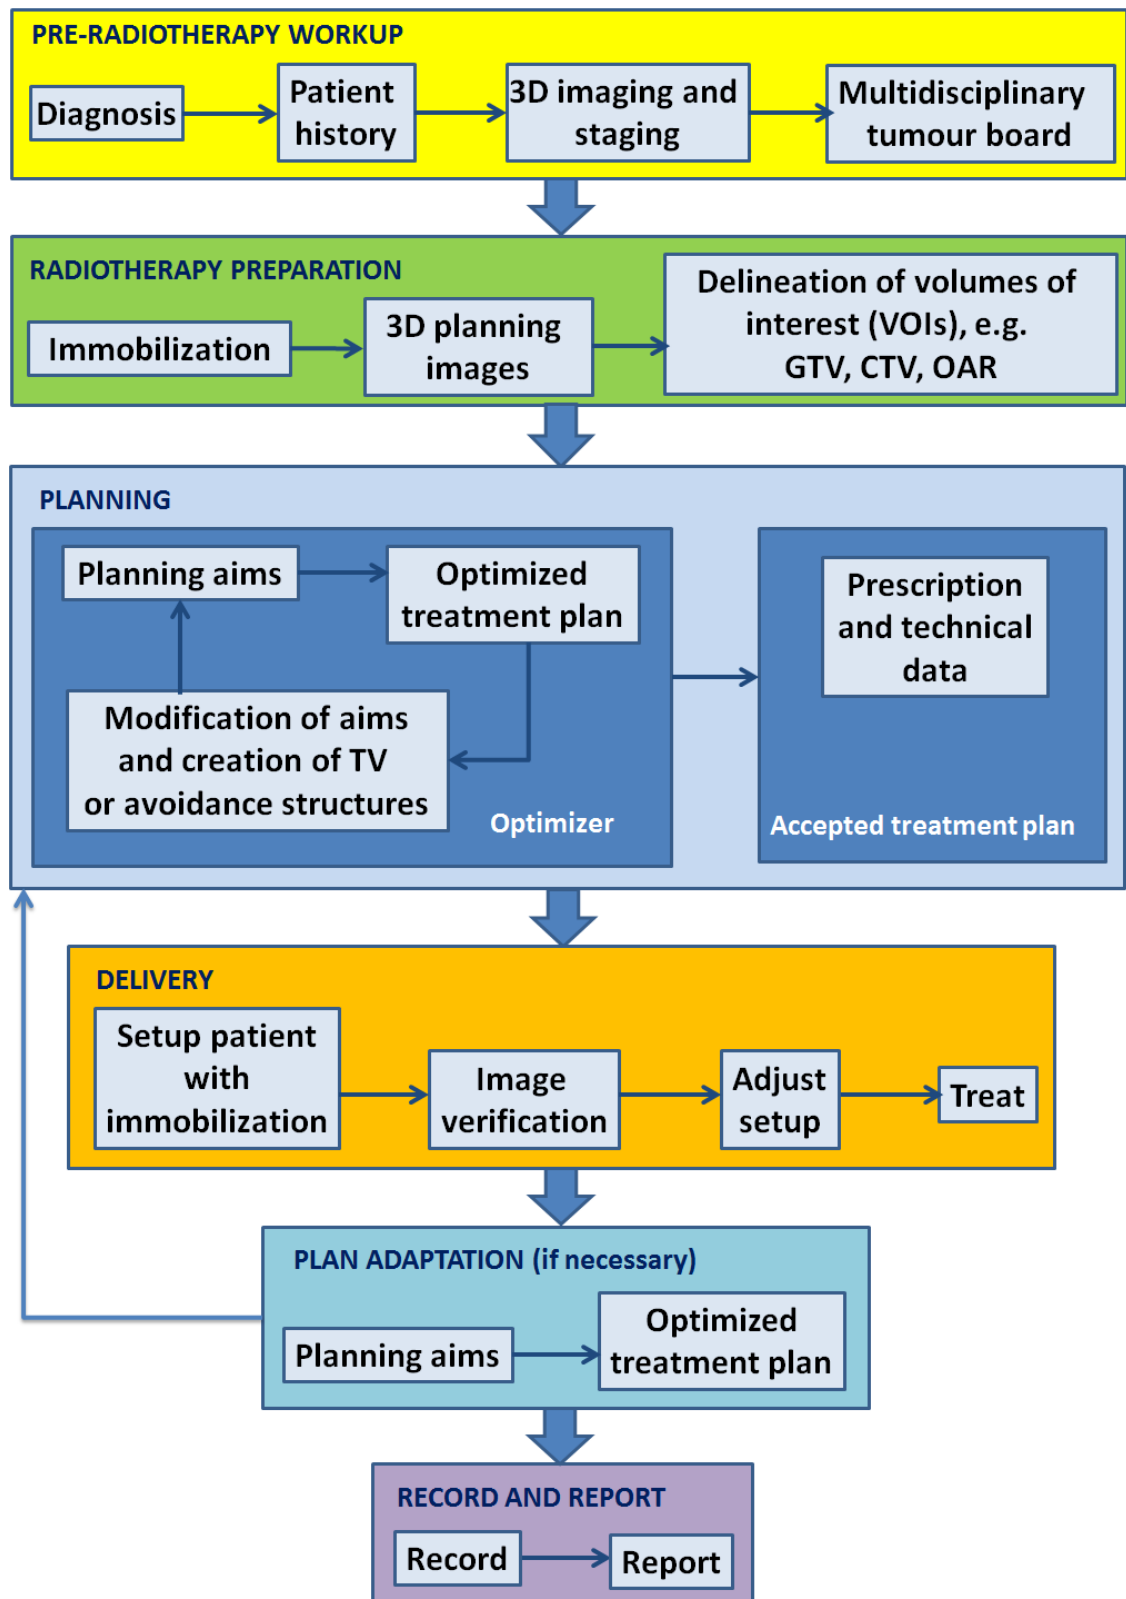 PRE-RADIOTHERAPY WORKUP
Diagnosis
Patient
history
3D imaging and
staging
Multidisciplinary
tumour board
RADIOTHERAPY PREPARATION
Immobilization
3D planning
images
Delineation of volumes of
interest (VOIs), e.g.
GTV, CTV, OAR
PLANNING
Planning aims
Optimized
treatment plan
Modification of aims
and creation of TV
or avoidance structures
Optimizer
Prescription
and technical
data
Accepted treatment plan
DELIVERY
Setup patient
with
immobilization
Image
verification
Adjust
setup
Treat
PLAN ADAPTATION (if necessary)
Planning aims
Optimized
treatment plan
RECORD AND REPORT
Record
Report